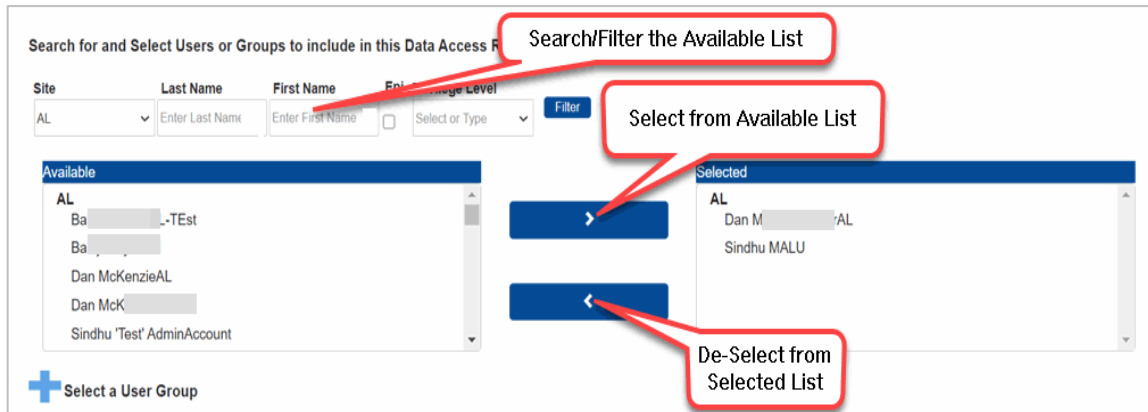 Search for and Select Users or Groups to include in this Data Access R
Search/Filter the Available List
Site Last Name First Name Level
AL Enter Last Name Enter First Name Select or Type Filter
Select from Available List
Available
AL
Ba L-TEst
Ba
Dan McKenzieAL
Dan McK
Sindhu 'Test' AdminAccount
>
<
Selected
AL
Dan M rAL
Sindhu MALU
De-Select from
Selected List
Select a User Group